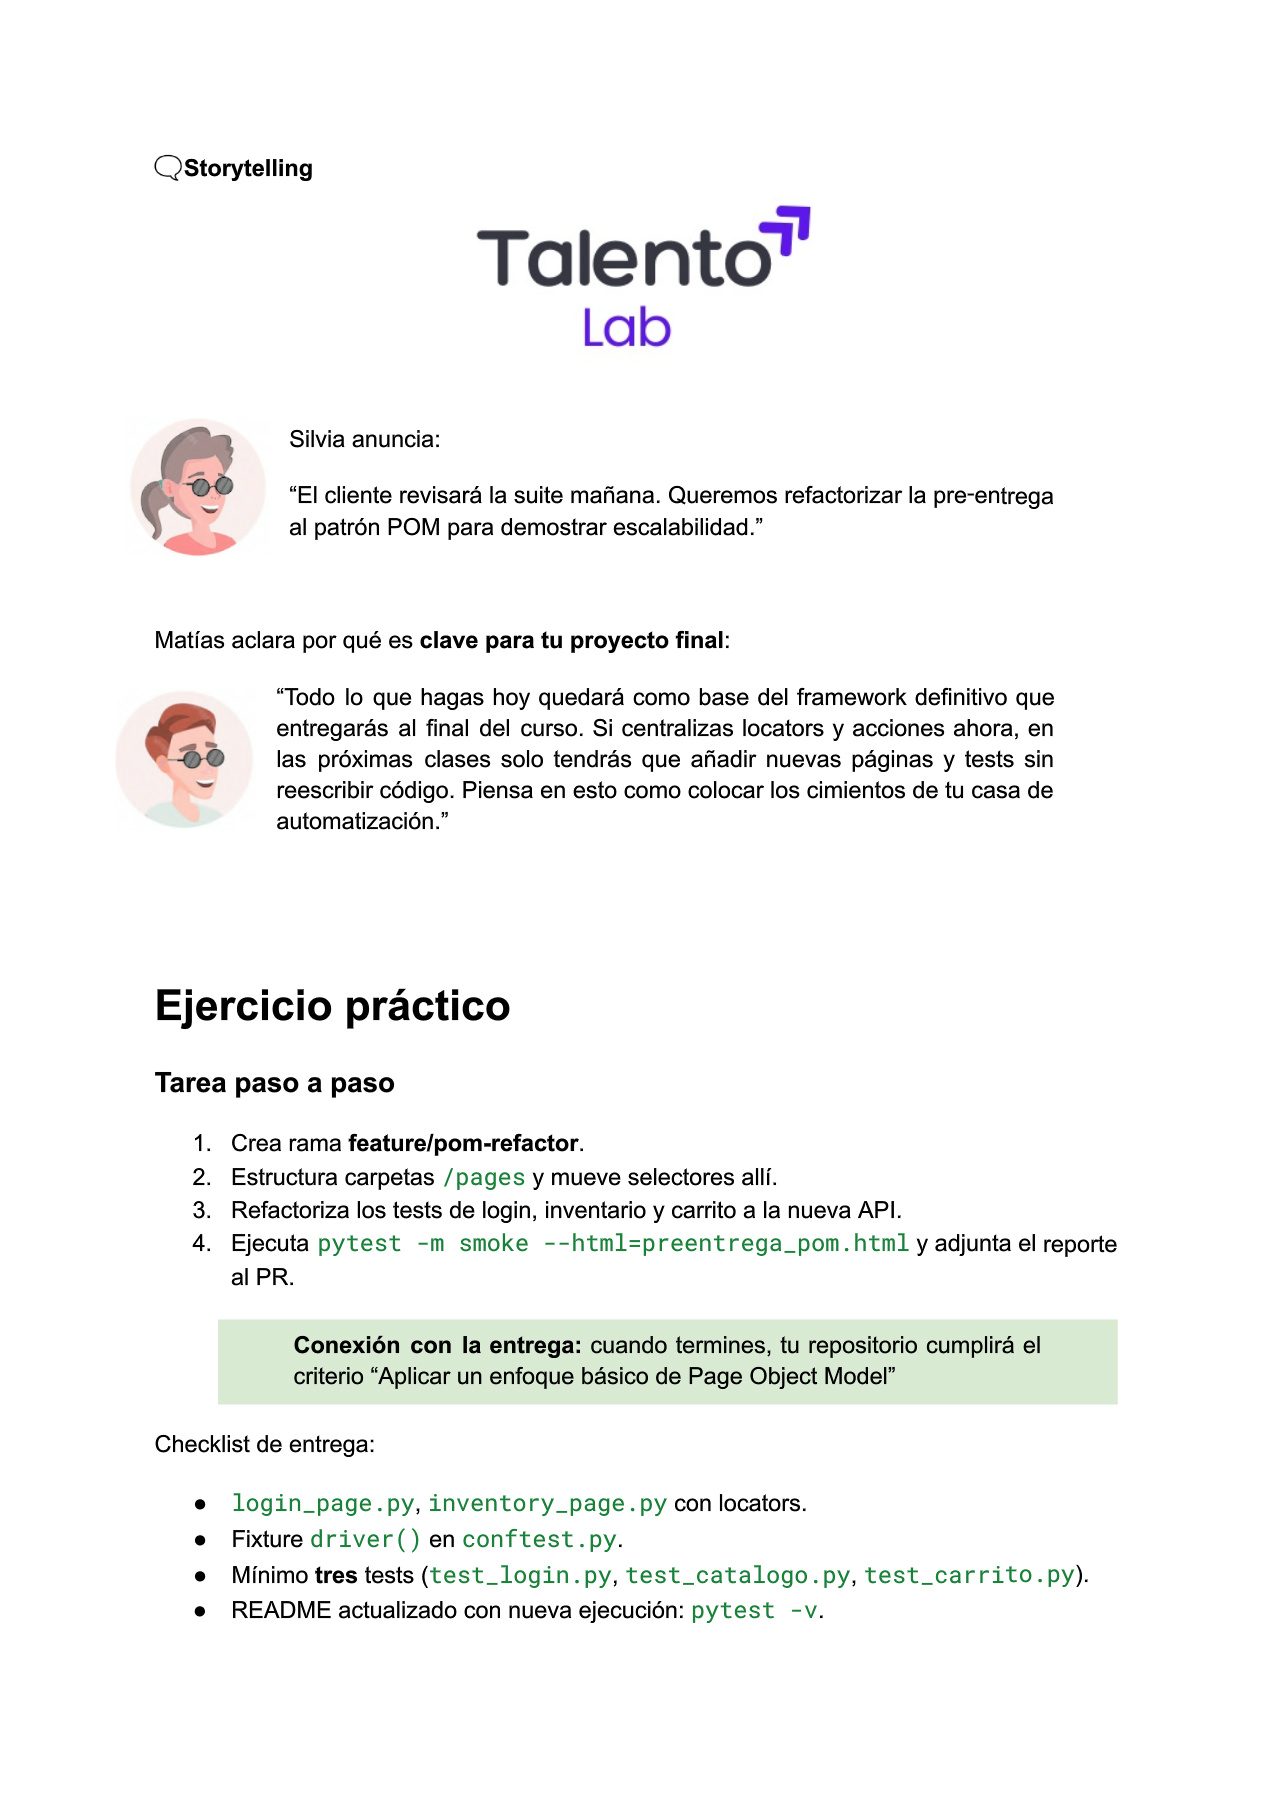 🗨Storytelling
Talento
Lab
Silvia anuncia:
“El cliente revisará la suite mañana. Queremos refactorizar la pre-entrega
al patrón POM para demostrar escalabilidad.”
Matías aclara por qué es clave para tu proyecto final:
“Todo lo que hagas hoy quedará como base del framework definitivo que
entregarás al final del curso. Si centralizas locators y acciones ahora, en
las próximas clases solo tendrás que añadir nuevas páginas y tests sin
reescribir código. Piensa en esto como colocar los cimientos de tu casa de
automatización.”
Ejercicio práctico
Tarea paso a paso
1. Crea rama feature/pom-refactor.
2. Estructura carpetas /pages y mueve selectores allí.
3. Refactoriza los tests de login, inventario y carrito a la nueva API.
4. Ejecuta pytest -m smoke --html=preentrega_pom.html y adjunta el reporte
al PR.
Conexión con la entrega: cuando termines, tu repositorio cumplirá el
criterio “Aplicar un enfoque básico de Page Object Model”
Checklist de entrega:
● login_page.py, inventory_page.py con locators.
● Fixture driver() en conftest.py.
● Mínimo tres tests (test_login.py, test_catalogo.py, test_carrito.py).
● README actualizado con nueva ejecución: pytest -v.